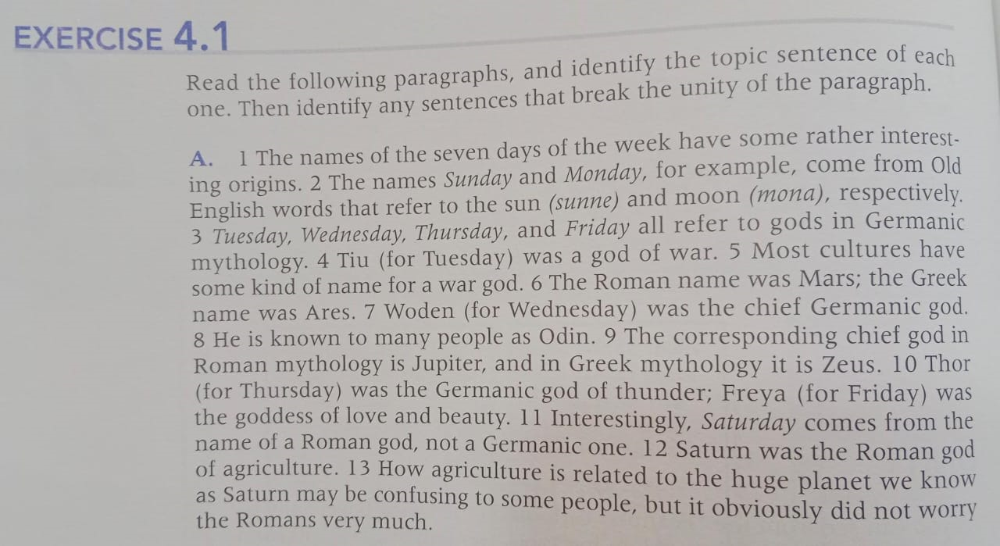 EXERCISE 4.1
Read the following paragraphs, and identify the topic sentence of each
one. Then identify any sentences that break the unity of the paragraph.
A. 1 The names of the seven days of the week have some rather interest-
ing origins. 2 The names Sunday and Monday, for example, come from Old
English words that refer to the sun (sunne) and moon (mona), respectively.
3 Tuesday, Wednesday, Thursday, and Friday all refer to gods in Germanic
mythology. 4 Tiu (for Tuesday) was a god of war. 5 Most cultures have
some kind of name for a war god. 6 The Roman name was Mars; the Greek
name was Ares. 7 Woden (for Wednesday) was the chief Germanic god.
8 He is known to many people as Odin. 9 The corresponding chief god in
Roman mythology is Jupiter, and in Greek mythology it is Zeus. 10 Thor
(for Thursday) was the Germanic god of thunder; Freya (for Friday) was
the goddess of love and beauty. 11 Interestingly, Saturday comes from the
name of a Roman god, not a Germanic one. 12 Saturn was the Roman god
of agriculture. 13 How agriculture is related to the huge planet we know
as Saturn may be confusing to some people, but it obviously did not worry
the Romans very much.